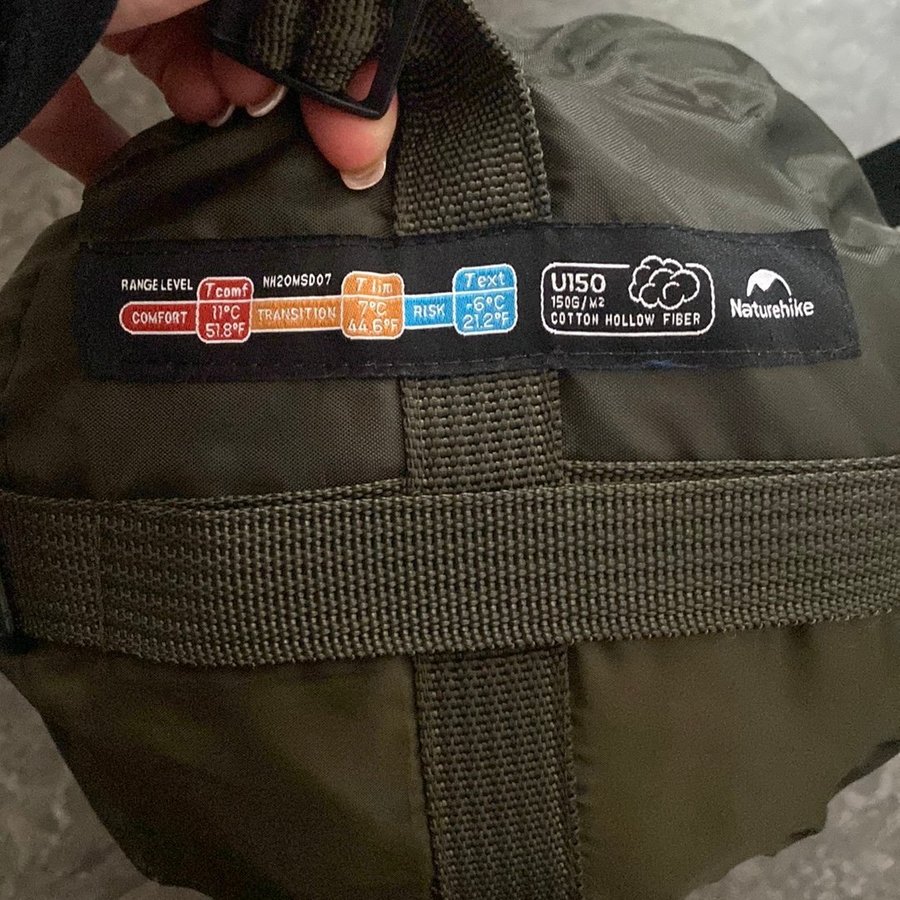 RANGE LEVEL
NH20MSD07
COMFORT
Tcomf
11°C
51.8°F
TRANSITION
T lim
7°C
44.6°F
RISK
Text
-6°C
21.2°F
U150
150G/M2
COTTON HOLLOW FIBER
Naturehike